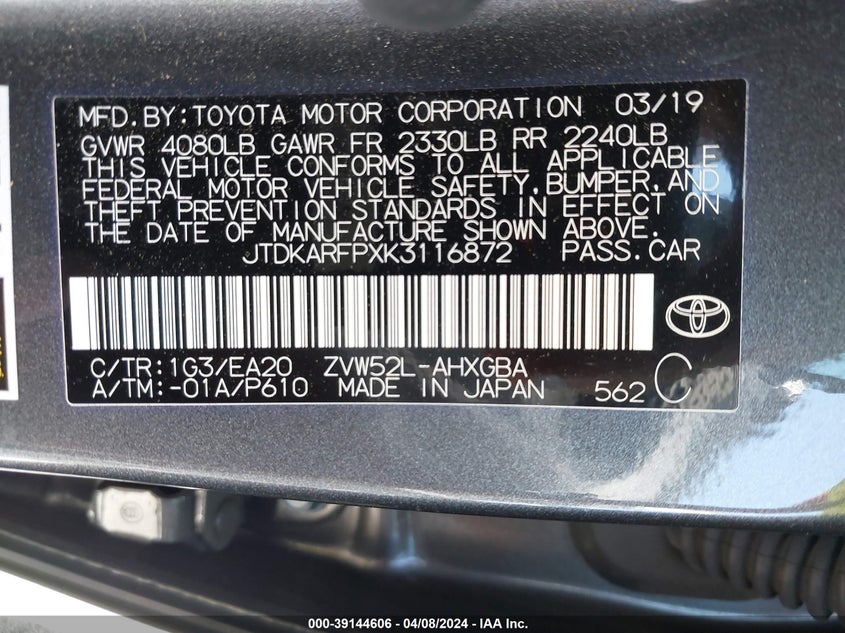 MFD.BY:TOYOTA MOTOR CORPORATION 03/19
GVWR 4080LB GAWR FR 2330LB RR 2240LB
THIS VEHICLE CONFORMS TO ALL APPLICABLE
FEDERAL MOTOR VEHICLE SAFETY,BUMPER,AND
THEFT PREVENTION STANDARDS IN EFFECT ON
THE DATE OF MANUFACTURE SHOWN ABOVE.
JTDKARFPXK3116872 PASS.CAR
C/TR:1G3/EA20 ZVW52L-AHXGBA
A/TM:-01A/P610 MADE IN JAPAN 562 C
000-39144606 - 04/08/2024 - IAA Inc.